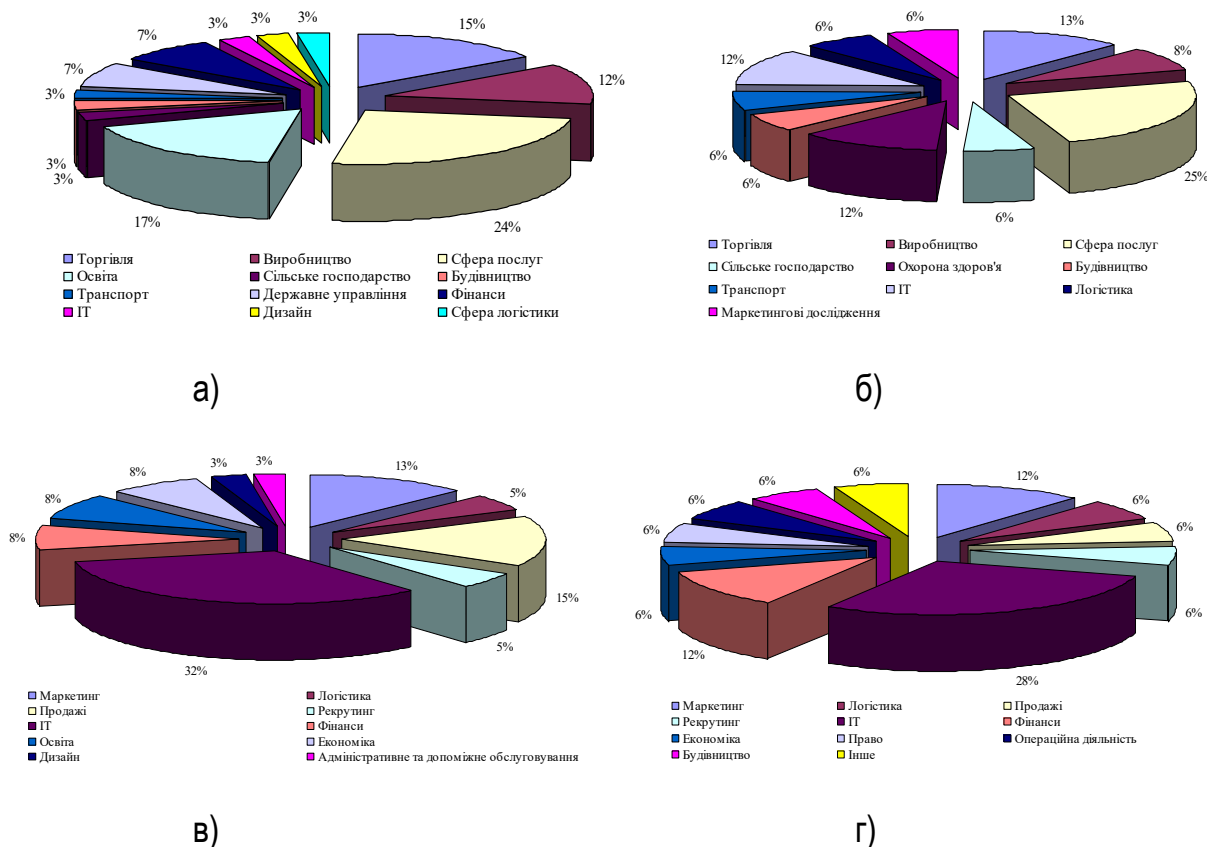 3% 3% 3% 15%
7% 12%
7%
3%
3%
3%
17% 24%
Торгівля Виробництво Сфера послуг
Освіта Сільське господарство Будівництво
Транспорт Державне управління Фінанси
ІТ Дизайн Сфера логістики
а)
6% 6% 13%
12% 8%
6% 25%
6%
12% 6%
Торгівля Виробництво Сфера послуг
Сільське господарство Охорона здоров'я Будівництво
Транспорт ІТ Логістика
Маркетингові дослідження
б)
8% 3% 3% 13%
8% 5%
8% 15%
5%
32%
Маркетинг Логістика
Продажі Рекрутинг
ІТ Фінанси
Освіта Економіка
Дизайн Адміністративне та допоміжне обслуговування
в)
6% 6% 12%
6% 6%
6% 6%
6% 6%
12%
28%
Маркетинг Логістика Продажі
Рекрутинг ІТ Фінанси
Економіка Право Операційна діяльність
Будівництво Інше
г)